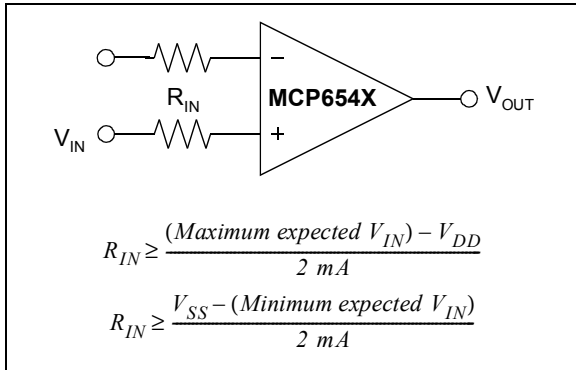 –
MCP654X
R_IN
V_IN
+
V_OUT
R_IN ≥ (Maximum expected V_IN) – V_DD
2 mA
R_IN ≥ V_SS – (Minimum expected V_IN)
2 mA